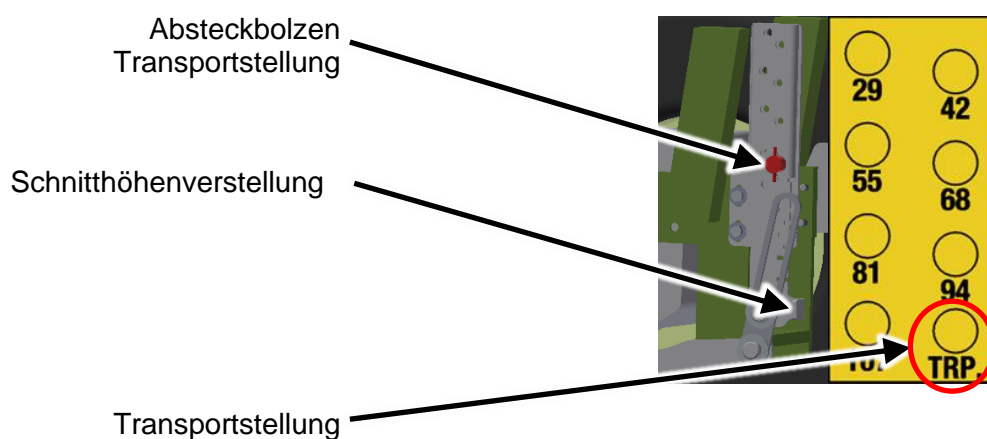 Absteckbolzen
Transportstellung
Schnitthöhenverstellung
Transportstellung
29
42
55
68
81
94
TRP.